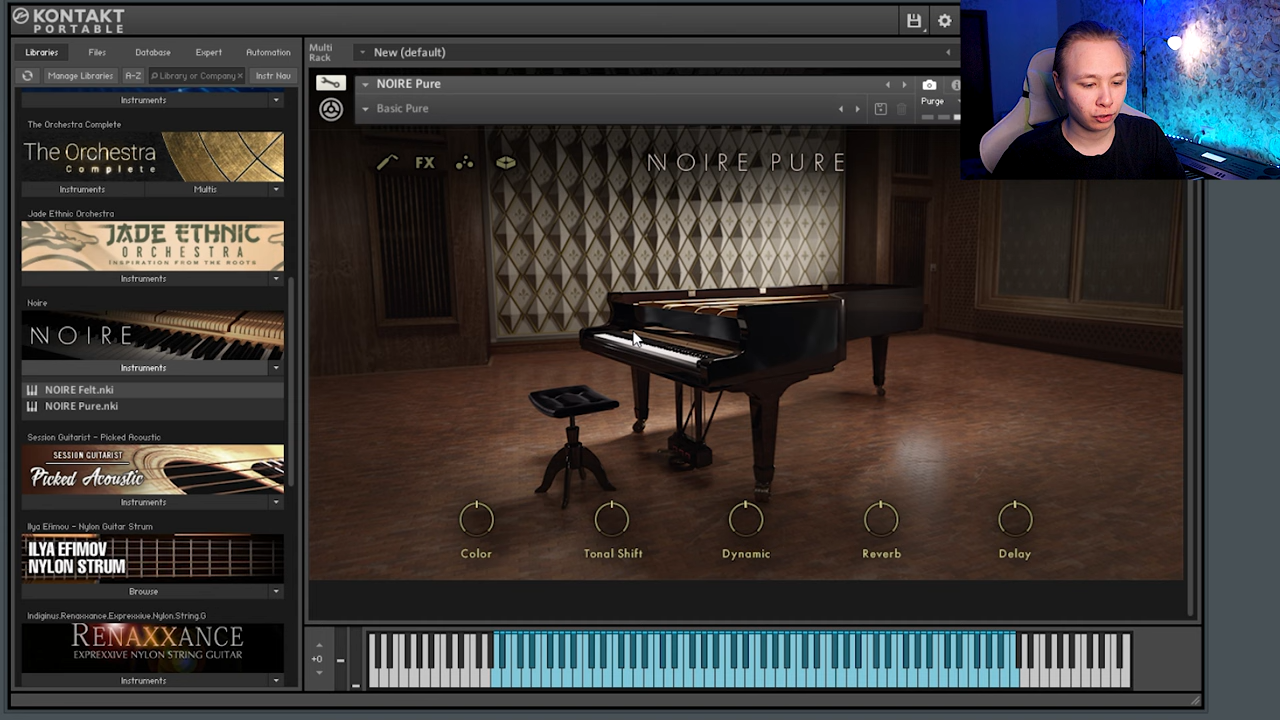 KONTAKT
PORTABLE
Libraries Files Database Expert Automation
Manage Libraries A-Z Library or Company × Instr Nav
Instruments
The Orchestra Complete
The Orchestra
Complete
Instruments Multis
Jade Ethnic Orchestra
JADE ETHNIC
ORCHESTRA
INSPIRATION FROM THE ROOTS
Instruments
Noire
NOIRE
Instruments
NOIRE Felt.nki
NOIRE Pure.nki
Session Guitarist - Picked Acoustic
SESSION GUITARIST
Picked Acoustic
Instruments
Ilya Efimov - Nylon Guitar Strum
ILYA EFIMOV
NYLON STRUM
Browse
Indiginus.Renaxxance.Exprexxive.Nylon.String.G
RENAXXANCE
EXPREXXIVE NYLON STRING GUITAR
Instruments
Multi
Rack
New (default)
NOIRE Pure
Basic Pure
Purge
FX
NOIRE PURE
Color Tonal Shift Dynamic Reverb Delay
+0